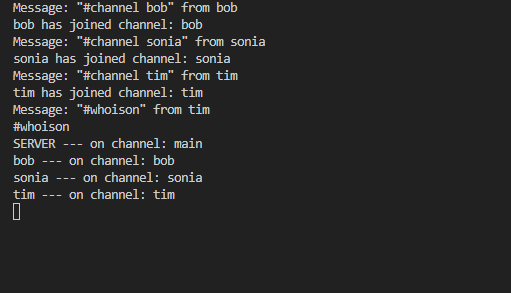 Message: "#channel bob" from bob
bob has joined channel: bob
Message: "#channel sonia" from sonia
sonia has joined channel: sonia
Message: "#channel tim" from tim
tim has joined channel: tim
Message: "#whoison" from tim
#whoison
SERVER --- on channel: main
bob --- on channel: bob
sonia --- on channel: sonia
tim --- on channel: tim